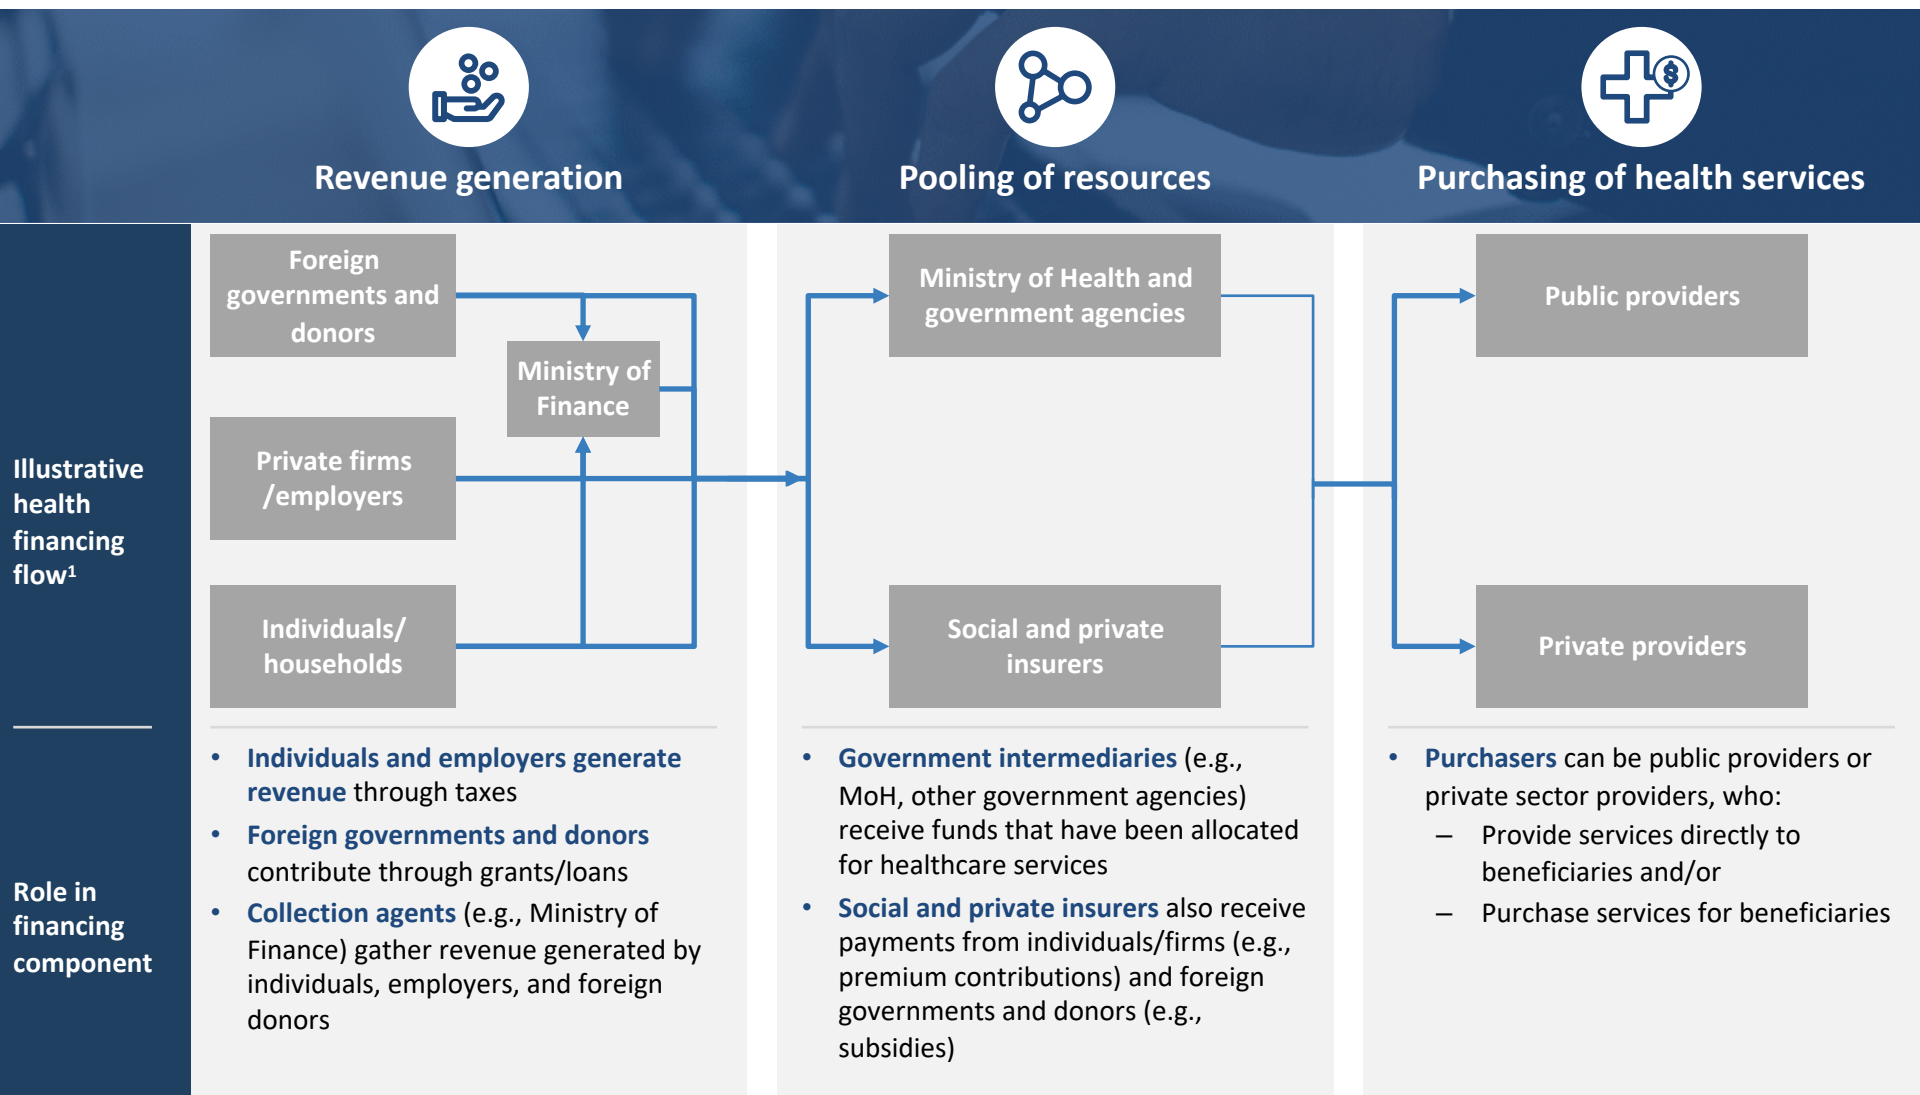 Revenue generation
Pooling of resources
Purchasing of health services
Illustrative
health
financing
flow¹
Foreign
governments and
donors
Ministry of
Finance
Private firms
/employers
Individuals/
households
Ministry of Health and
government agencies
Social and private
insurers
Public providers
Private providers
Role in
financing
component
• Individuals and employers generate
revenue through taxes
• Foreign governments and donors
contribute through grants/loans
• Collection agents (e.g., Ministry of
Finance) gather revenue generated by
individuals, employers, and foreign
donors
• Government intermediaries (e.g.,
MoH, other government agencies)
receive funds that have been allocated
for healthcare services
• Social and private insurers also receive
payments from individuals/firms (e.g.,
premium contributions) and foreign
governments and donors (e.g.,
subsidies)
• Purchasers can be public providers or
private sector providers, who:
– Provide services directly to
beneficiaries and/or
– Purchase services for beneficiaries